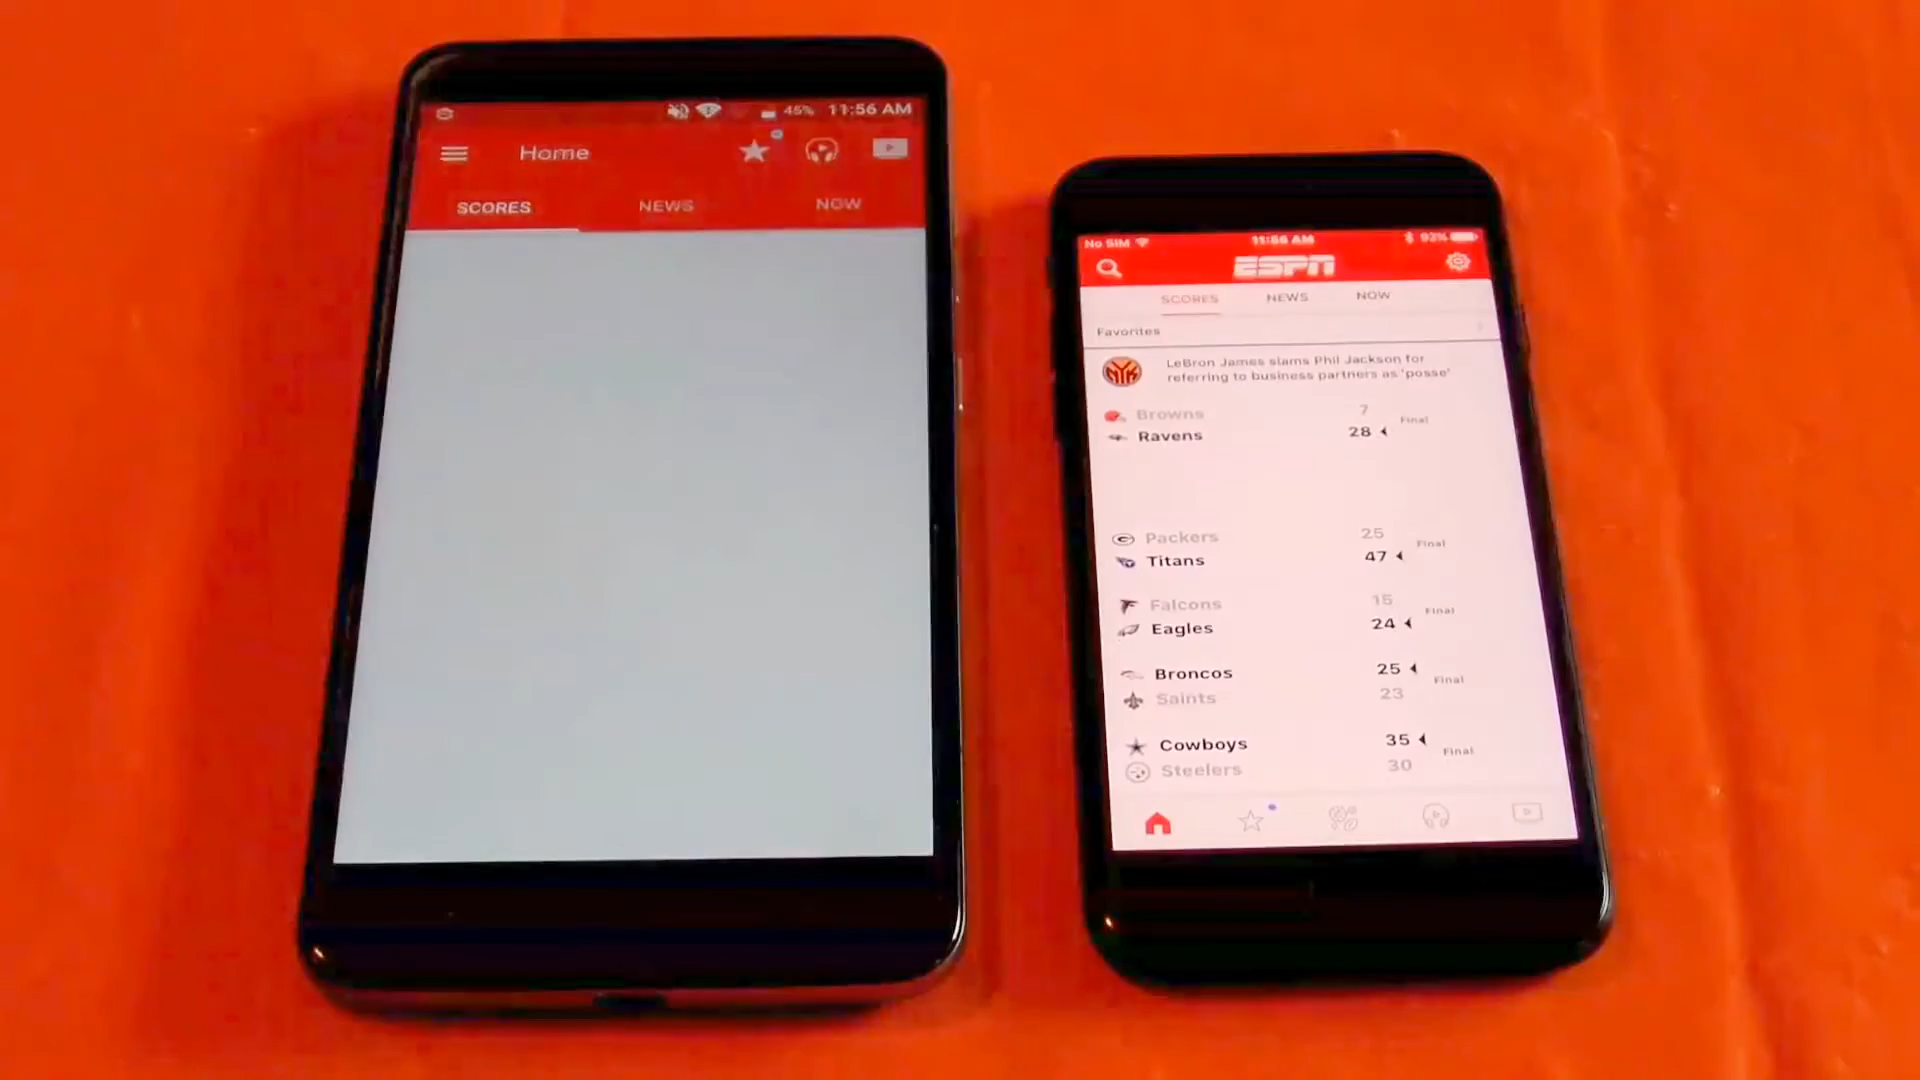 45% 11:56 AM
Home
SCORES NEWS NOW
No SIM 11:56 AM 93%
ESPN
SCORES NEWS NOW
Favorites
LeBron James slams Phil Jackson for
referring to business partners as 'posse'
Browns 7
Final
Ravens 28
Packers 25
Final
Titans 47
Falcons 15
Final
Eagles 24
Broncos 25
Final
Saints 23
Cowboys 35
Final
Steelers 30